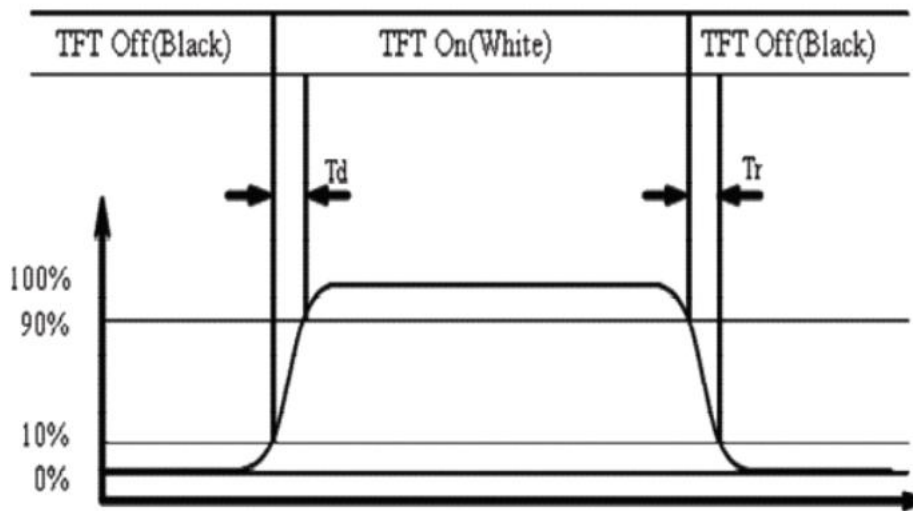 TFT Off(Black) TFT On(White) TFT Off(Black)
Td Tr
100%
90%
10%
0%